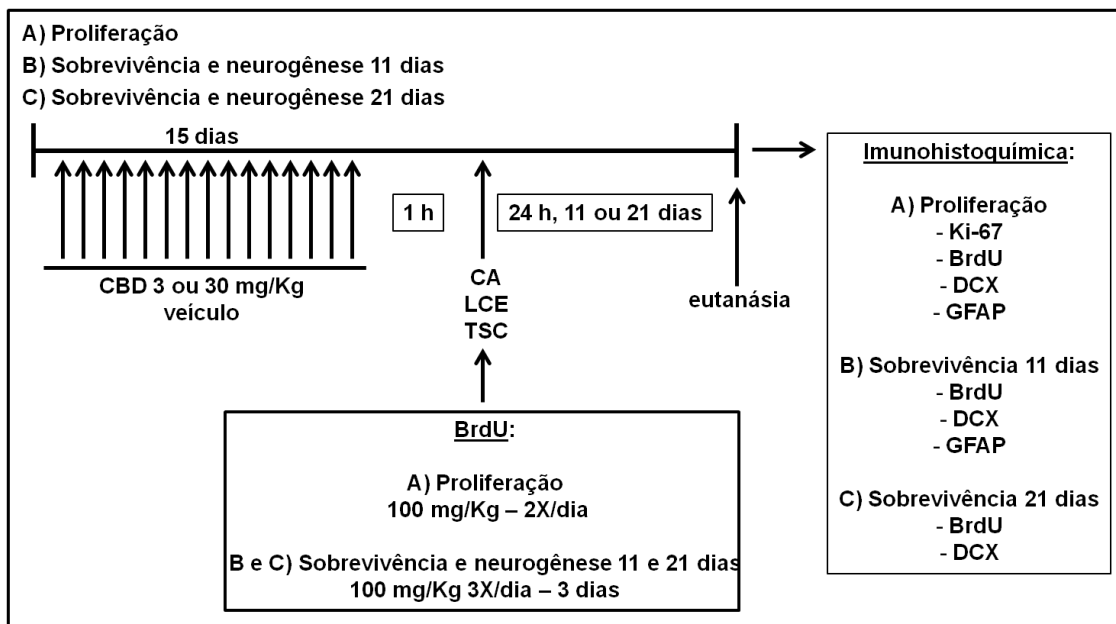 A) Proliferação
B) Sobrevivência e neurogênese 11 dias
C) Sobrevivência e neurogênese 21 dias
15 dias
CBD 3 ou 30 mg/Kg
veículo
1 h
24 h, 11 ou 21 dias
CA
LCE
TSC
eutanásia
BrdU:
A) Proliferação
100 mg/Kg – 2X/dia
B e C) Sobrevivência e neurogênese 11 e 21 dias
100 mg/Kg 3X/dia – 3 dias
Imunohistoquímica:
A) Proliferação
- Ki-67
- BrdU
- DCX
- GFAP
B) Sobrevivência 11 dias
- BrdU
- DCX
- GFAP
C) Sobrevivência 21 dias
- BrdU
- DCX